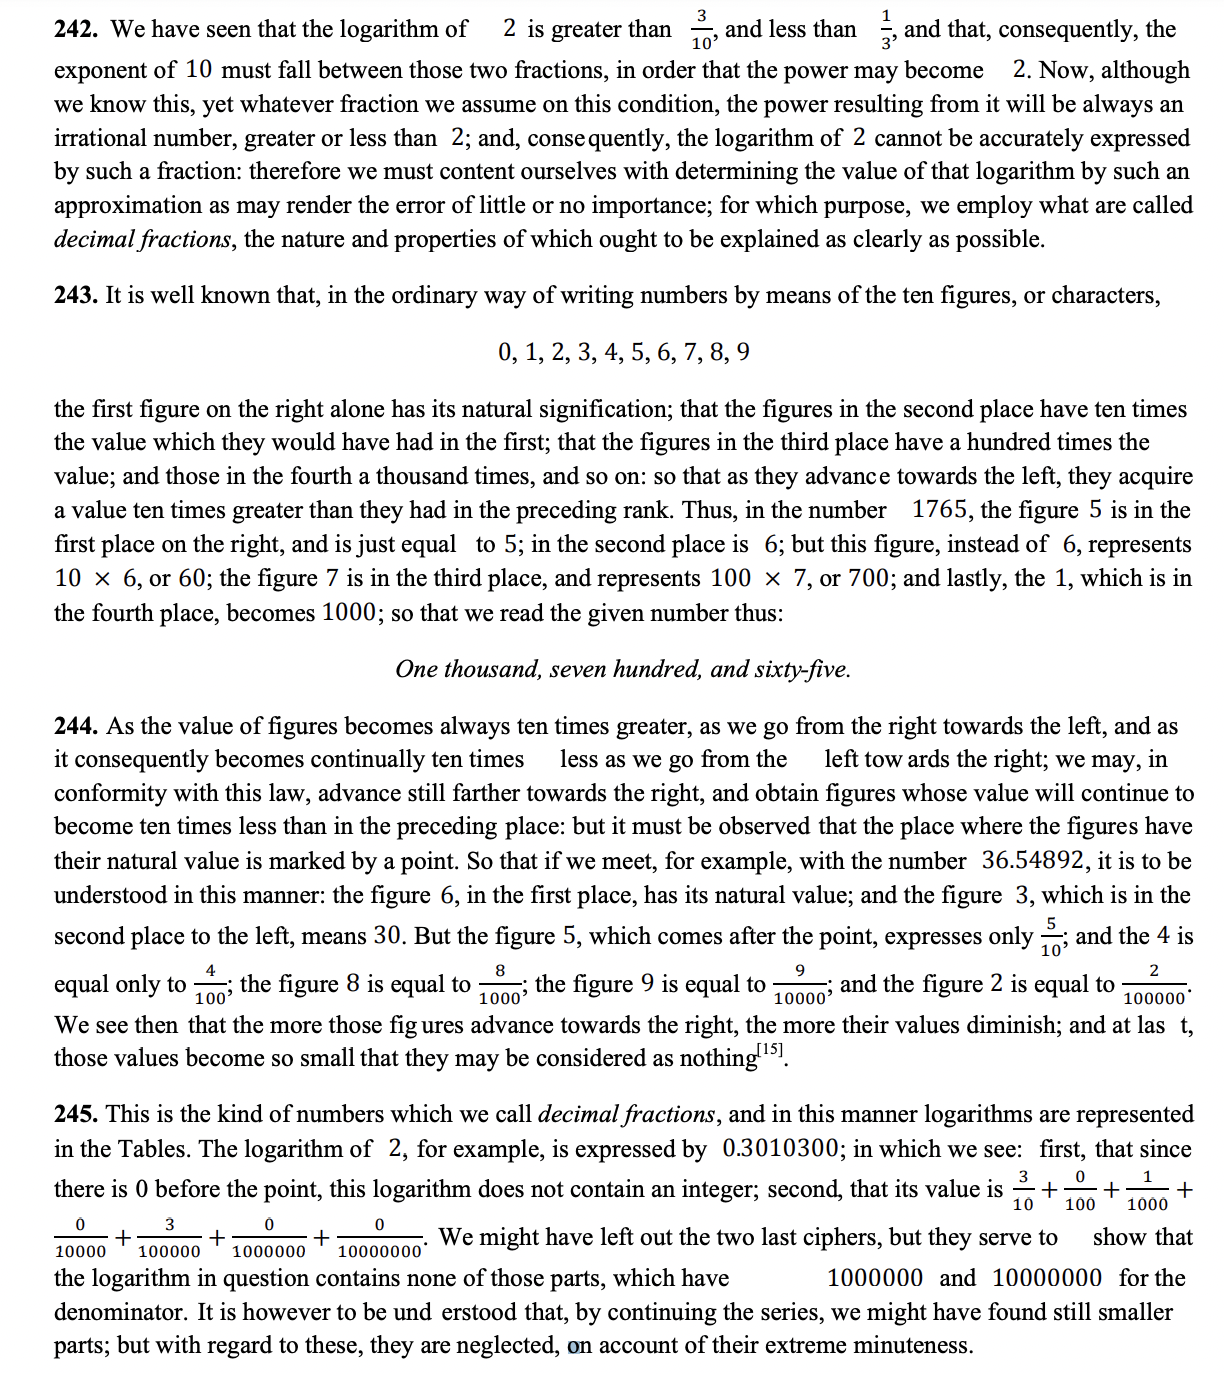 242. We have seen that the logarithm of 2 is greater than 3/10, and less than 1/3, and that, consequently, the
exponent of 10 must fall between those two fractions, in order that the power may become 2. Now, although
we know this, yet whatever fraction we assume on this condition, the power resulting from it will be always an
irrational number, greater or less than 2; and, consequently, the logarithm of 2 cannot be accurately expressed
by such a fraction: therefore we must content ourselves with determining the value of that logarithm by such an
approximation as may render the error of little or no importance; for which purpose, we employ what are called
decimal fractions, the nature and properties of which ought to be explained as clearly as possible.
243. It is well known that, in the ordinary way of writing numbers by means of the ten figures, or characters,
0, 1, 2, 3, 4, 5, 6, 7, 8, 9
the first figure on the right alone has its natural signification; that the figures in the second place have ten times
the value which they would have had in the first; that the figures in the third place have a hundred times the
value; and those in the fourth a thousand times, and so on: so that as they advance towards the left, they acquire
a value ten times greater than they had in the preceding rank. Thus, in the number 1765, the figure 5 is in the
first place on the right, and is just equal to 5; in the second place is 6; but this figure, instead of 6, represents
10 × 6, or 60; the figure 7 is in the third place, and represents 100 × 7, or 700; and lastly, the 1, which is in
the fourth place, becomes 1000; so that we read the given number thus:
One thousand, seven hundred, and sixty-five.
244. As the value of figures becomes always ten times greater, as we go from the right towards the left, and as
it consequently becomes continually ten times less as we go from the left tow ards the right; we may, in
conformity with this law, advance still farther towards the right, and obtain figures whose value will continue to
become ten times less than in the preceding place: but it must be observed that the place where the figures have
their natural value is marked by a point. So that if we meet, for example, with the number 36.54892, it is to be
understood in this manner: the figure 6, in the first place, has its natural value; and the figure 3, which is in the
second place to the left, means 30. But the figure 5, which comes after the point, expresses only 5/10; and the 4 is
equal only to 4/100; the figure 8 is equal to 8/1000; the figure 9 is equal to 9/10000; and the figure 2 is equal to 2/100000.
We see then that the more those fig ures advance towards the right, the more their values diminish; and at las t,
those values become so small that they may be considered as nothing[15].
245. This is the kind of numbers which we call decimal fractions, and in this manner logarithms are represented
in the Tables. The logarithm of 2, for example, is expressed by 0.3010300; in which we see: first, that since
there is 0 before the point, this logarithm does not contain an integer; second, that its value is 3/10 + 0/100 + 1/1000 +
0/10000 + 3/100000 + 0/1000000 + 0/10000000. We might have left out the two last ciphers, but they serve to show that
the logarithm in question contains none of those parts, which have 1000000 and 10000000 for the
denominator. It is however to be und erstood that, by continuing the series, we might have found still smaller
parts; but with regard to these, they are neglected, on account of their extreme minuteness.